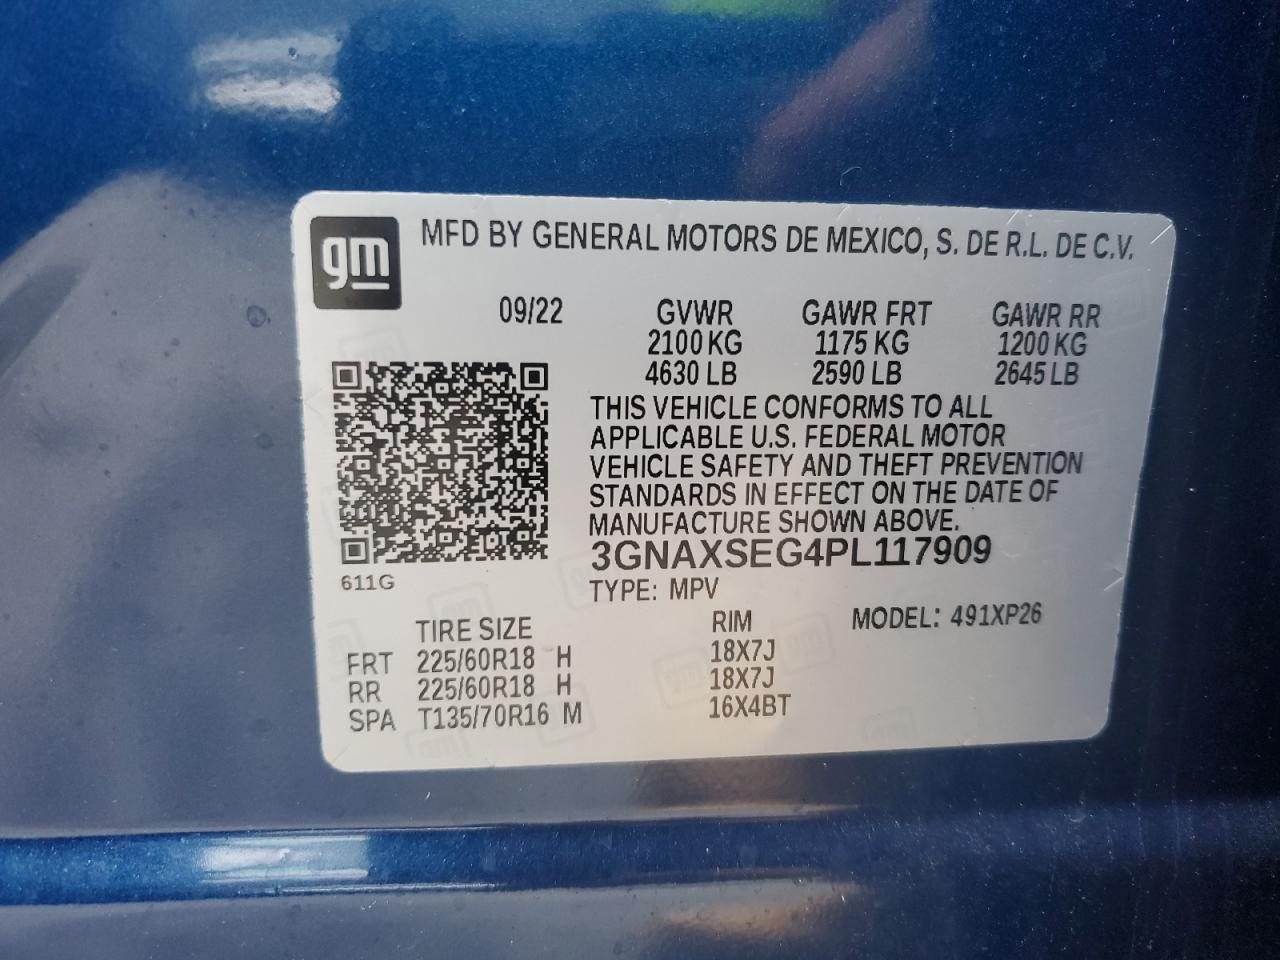 gm
MFD BY GENERAL MOTORS DE MEXICO, S. DE R.L. DE C.V.
09/22 GVWR GAWR FRT GAWR RR
2100 KG 1175 KG 1200 KG
4630 LB 2590 LB 2645 LB
THIS VEHICLE CONFORMS TO ALL
APPLICABLE U.S. FEDERAL MOTOR
VEHICLE SAFETY AND THEFT PREVENTION
STANDARDS IN EFFECT ON THE DATE OF
MANUFACTURE SHOWN ABOVE.
3GNAXSEG4PL117909
611G
TYPE: MPV
TIRE SIZE RIM MODEL: 491XP26
FRT 225/60R18 H 18X7J
RR 225/60R18 H 18X7J
SPA T135/70R16 M 16X4BT